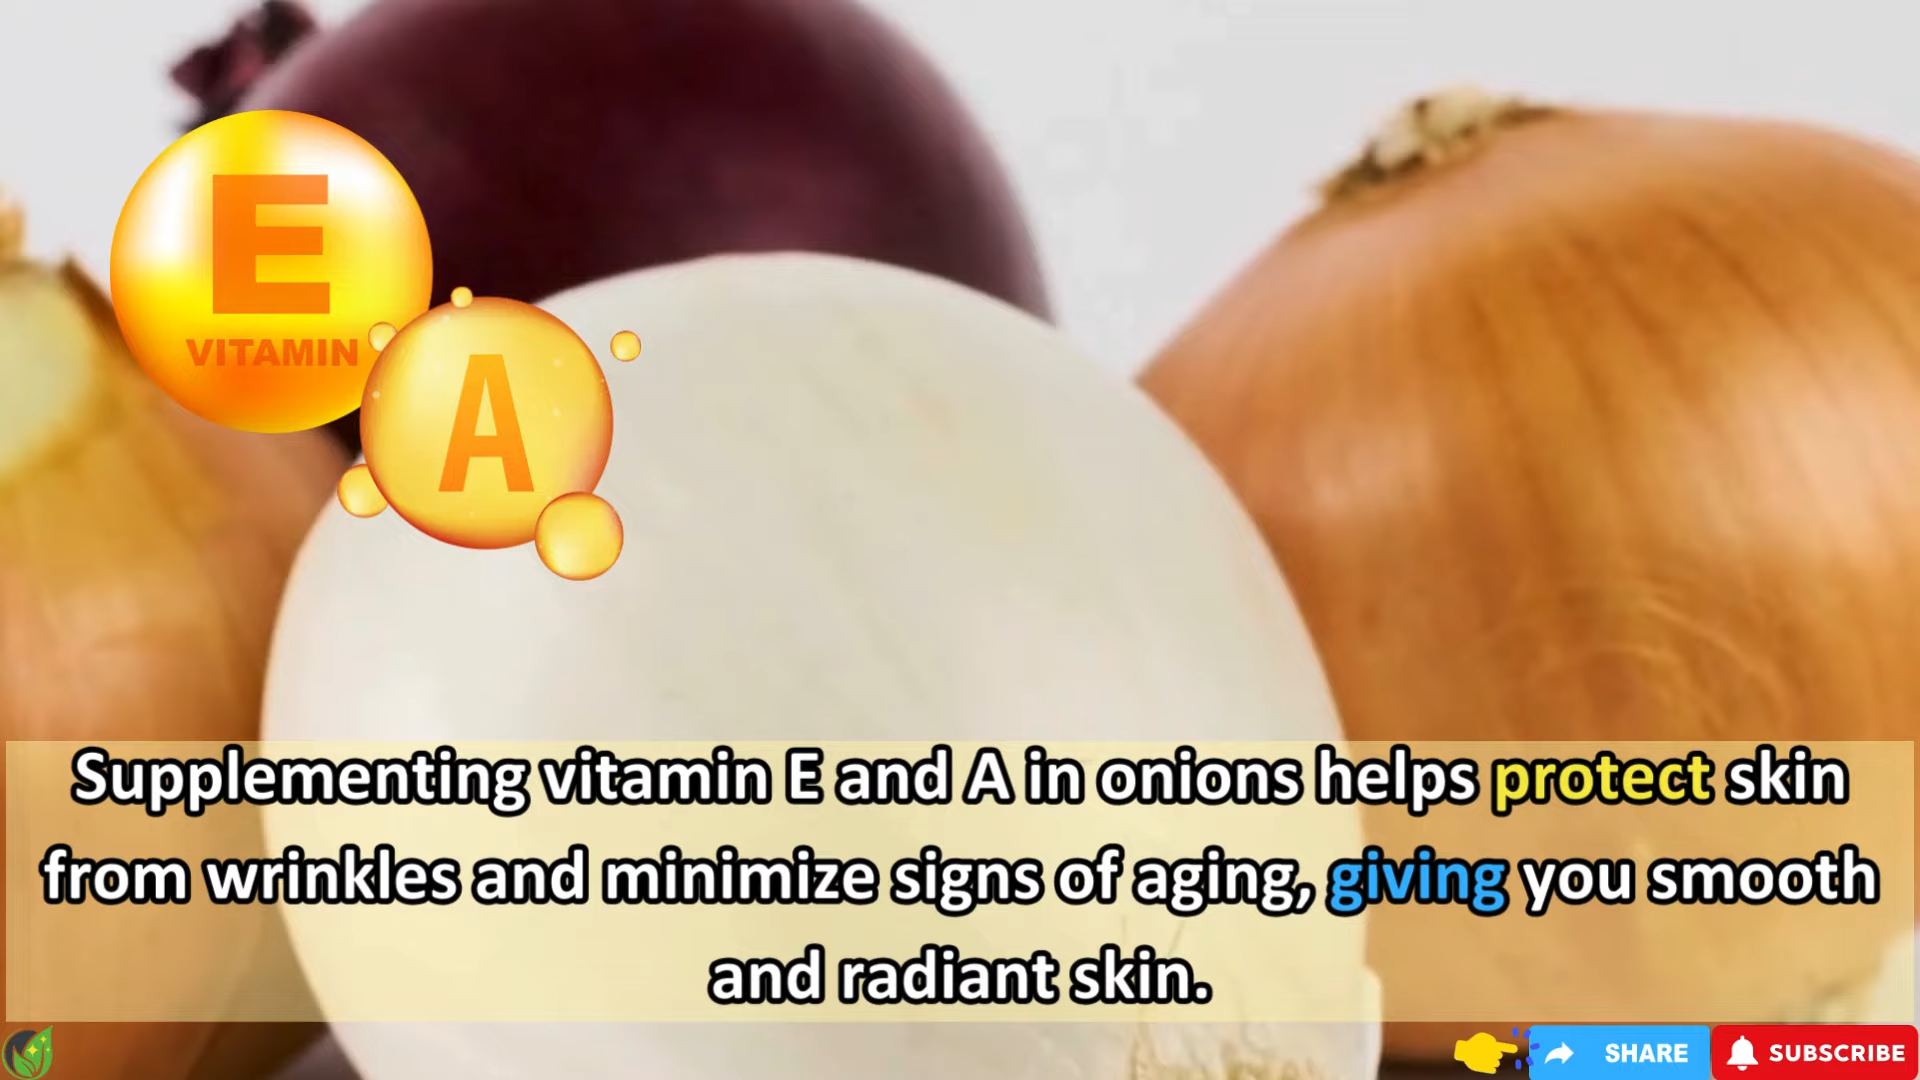 E
VITAMIN
A
Supplementing vitamin E and A in onions helps protect skin
from wrinkles and minimize signs of aging, giving you smooth
and radiant skin.
SHARE
SUBSCRIBE